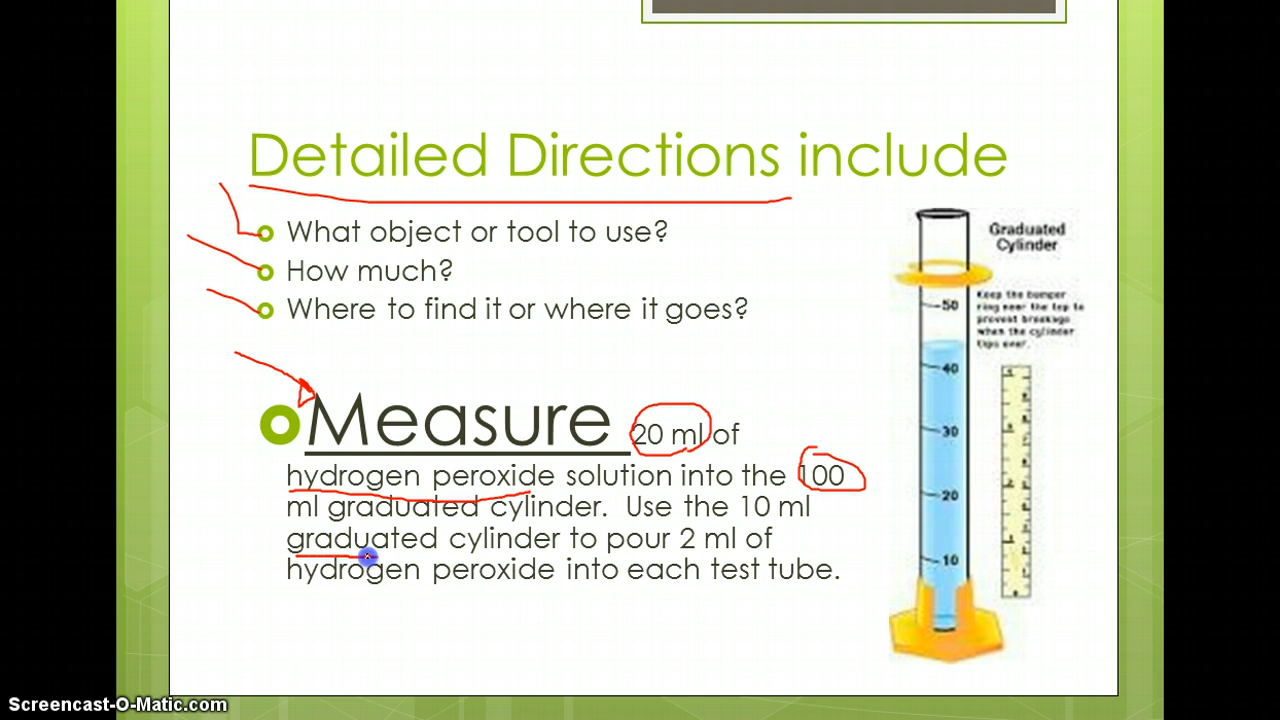 Detailed Directions include
What object or tool to use?
How much?
Where to find it or where it goes?
Measure 20 ml of
hydrogen peroxide solution into the 100
ml graduated cylinder. Use the 10 ml
graduated cylinder to pour 2 ml of
hydrogen peroxide into each test tube.
Graduated
Cylinder
Keep the bumper
ring near the top to
prevent breakage
when the cylinder
tips over.
50
40
30
20
10
Screencast-O-Matic.com